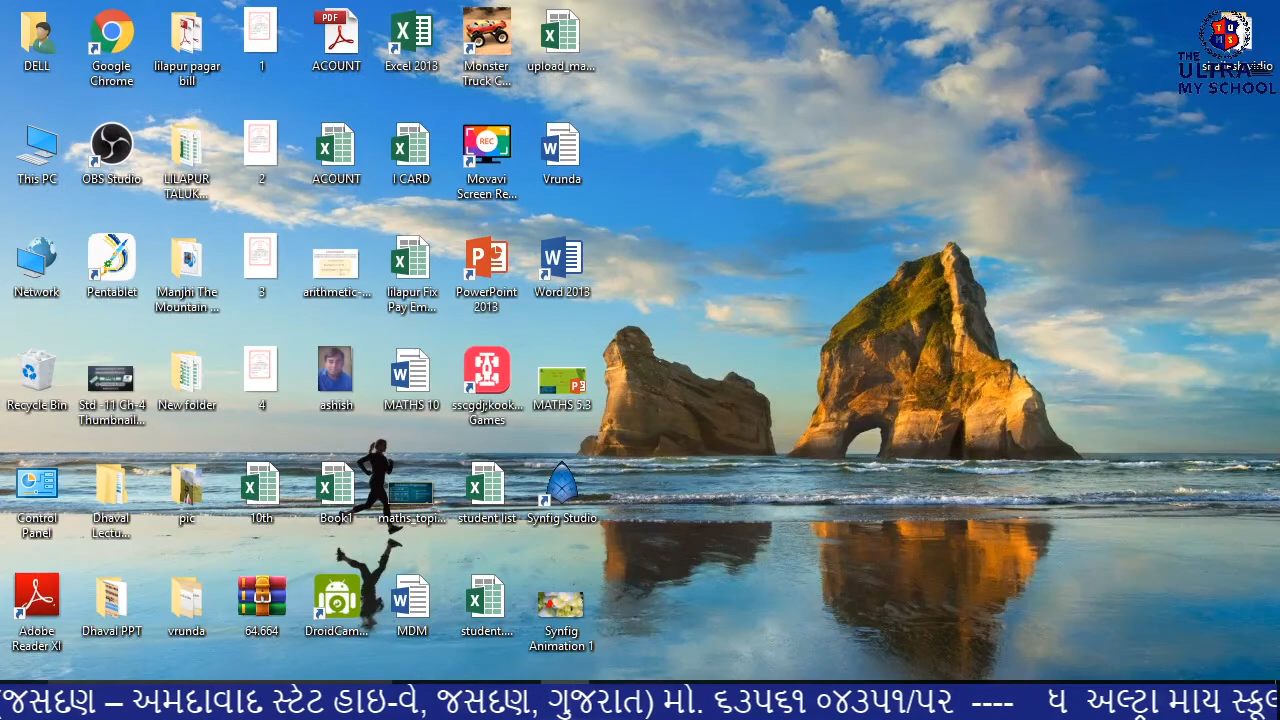 DELL
Google
Chrome
lilapur pagar
bill
1
PDF
ACOUNT
Excel 2013
Monster
Truck C...
upload_ma...
THE
ULTRA
MY SCHOOL
This PC
OBS Studio
LILAPUR
TALUK...
2
ACOUNT
I CARD
REC
Movavi
Screen Re...
Vrunda
Network
Pentablet
Manjhi The
Mountain ...
3
arithmetic-...
lilapur Fix
Pay Em...
PowerPoint
2013
Word 2013
Recycle Bin
Std -11 Ch-4
Thumbnail...
New folder
4
ashish
MATHS 10
sscgdj;kook...
Games
MATHS 5.3
Control
Panel
Dhaval
Lectu...
pic
10th
Book1
maths_topi...
student list
Synfig Studio
Adobe
Reader XI
Dhaval PPT
vrunda
64.664
DroidCam...
MDM
student....
Synfig
Animation 1
જસદણ – અમદાવાદ સ્ટેટ હાઇ-વે, જસદણ, ગુજરાત) મો. ૬૩૫૬૧ ૦૪૩૫૧/૫૨ ---- ધ અલ્ટ્રા માય સ્કૂલ